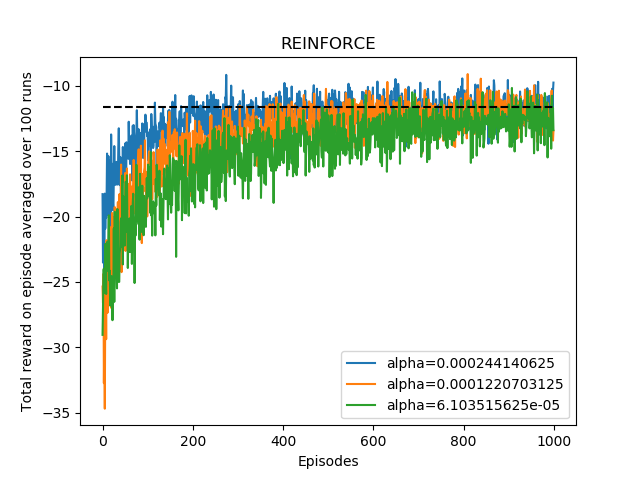 REINFORCE
Total reward on episode averaged over 100 runs
−10
−15
−20
−25
−30
−35
0
200
400
600
800
1000
Episodes
alpha=0.000244140625
alpha=0.0001220703125
alpha=6.103515625e-05